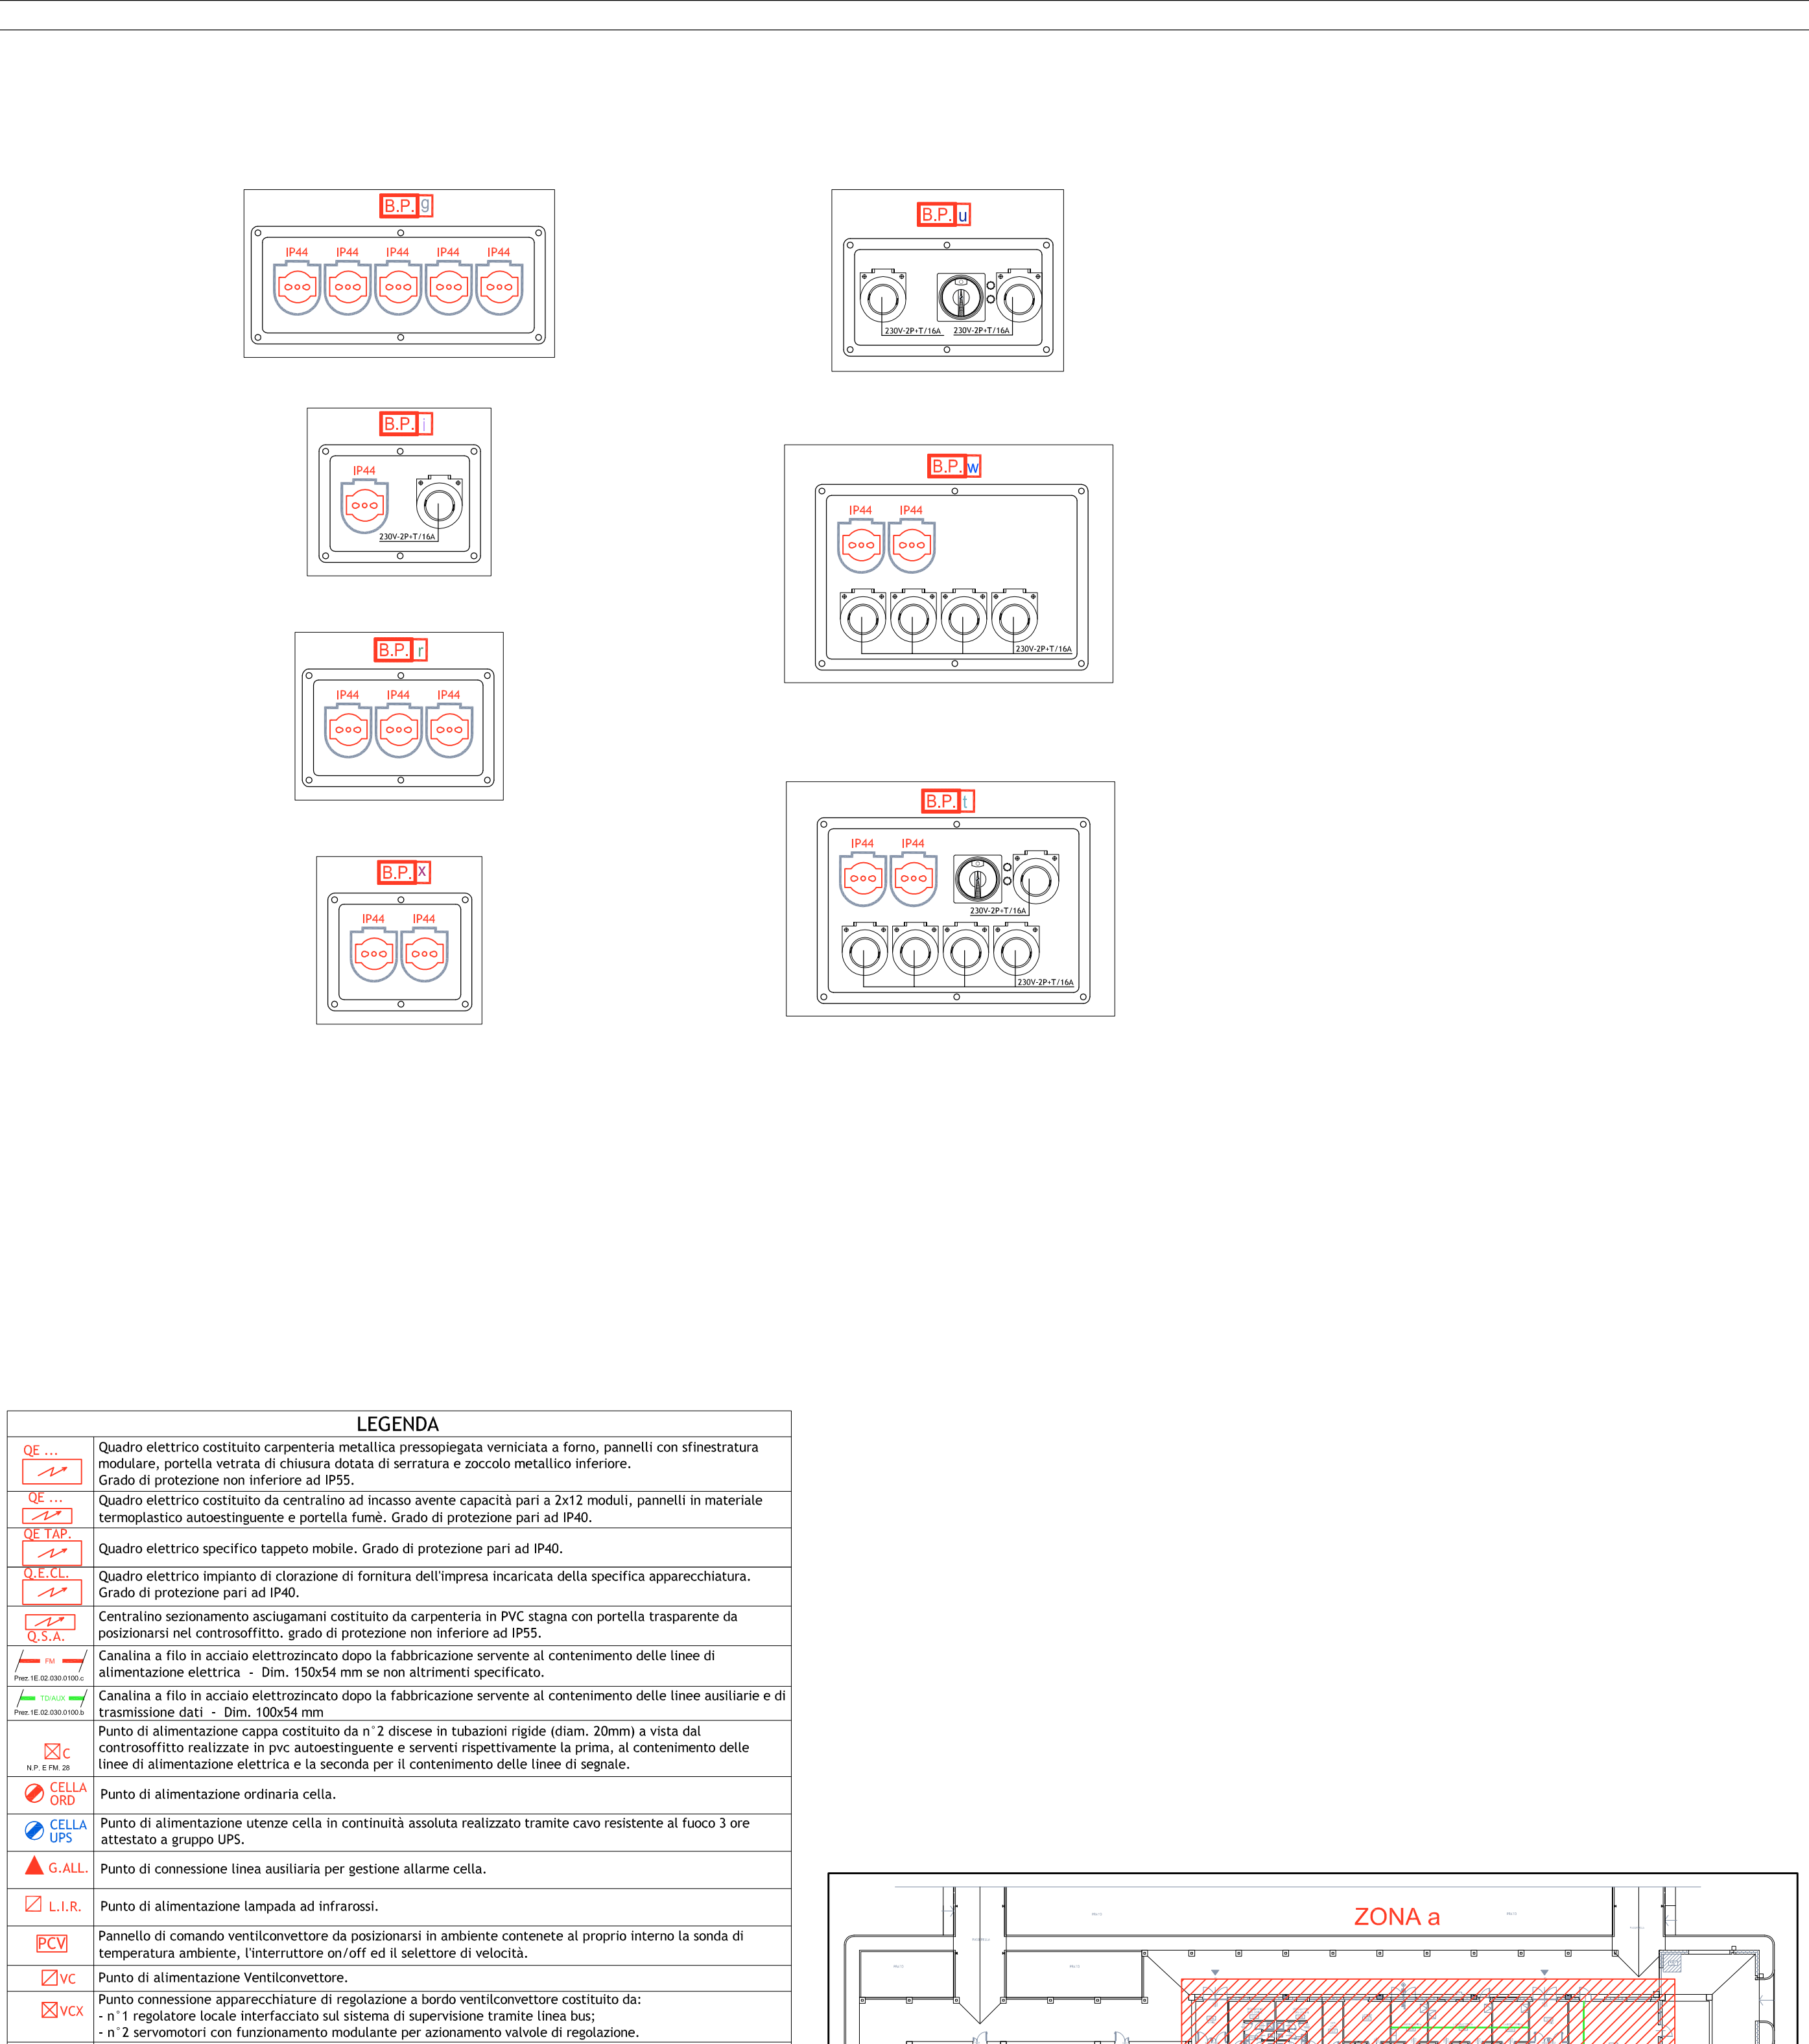 B.P. g
IP44 IP44 IP44 IP44 IP44
B.P. u
230V-2P+T/16A 230V-2P+T/16A
B.P. i
IP44
230V-2P+T/16A
B.P. w
IP44 IP44
230V-2P+T/16A
B.P. r
IP44 IP44 IP44
B.P. t
IP44 IP44
230V-2P+T/16A
230V-2P+T/16A
B.P. x
IP44 IP44
LEGENDA
QE ...
Quadro elettrico costituito carpenteria metallica pressopiegata verniciata a forno, pannelli con sfinestratura
modulare, portella vetrata di chiusura dotata di serratura e zoccolo metallico inferiore.
Grado di protezione non inferiore ad IP55.
QE ...
Quadro elettrico costituito da centralino ad incasso avente capacità pari a 2x12 moduli, pannelli in materiale
termoplastico autoestinguente e portella fumè. Grado di protezione pari ad IP40.
QE TAP.
Quadro elettrico specifico tappeto mobile. Grado di protezione pari ad IP40.
Q.E.CL.
Quadro elettrico impianto di clorazione di fornitura dell'impresa incaricata della specifica apparecchiatura.
Grado di protezione pari ad IP40.
Q.S.A.
Centralino sezionamento asciugamani costituito da carpenteria in PVC stagna con portella trasparente da
posizionarsi nel controsoffitto. grado di protezione non inferiore ad IP55.
FM
Prez.1E.02.030.0100.c
Canalina a filo in acciaio elettrozincato dopo la fabbricazione servente al contenimento delle linee di
alimentazione elettrica - Dim. 150x54 mm se non altrimenti specificato.
TD/AUX
Prez.1E.02.030.0100.b
Canalina a filo in acciaio elettrozincato dopo la fabbricazione servente al contenimento delle linee ausiliarie e di
trasmissione dati - Dim. 100x54 mm
C
N.P. E FM. 28
Punto di alimentazione cappa costituito da n°2 discese in tubazioni rigide (diam. 20mm) a vista dal
controsoffitto realizzate in pvc autoestinguente e serventi rispettivamente la prima, al contenimento delle
linee di alimentazione elettrica e la seconda per il contenimento delle linee di segnale.
CELLA
ORD
Punto di alimentazione ordinaria cella.
CELLA
UPS
Punto di alimentazione utenze cella in continuità assoluta realizzato tramite cavo resistente al fuoco 3 ore
attestato a gruppo UPS.
G.ALL.
Punto di connessione linea ausiliaria per gestione allarme cella.
L.I.R.
Punto di alimentazione lampada ad infrarossi.
PCV
Pannello di comando ventilconvettore da posizionarsi in ambiente contenete al proprio interno la sonda di
temperatura ambiente, l'interruttore on/off ed il selettore di velocità.
VC
Punto di alimentazione Ventilconvettore.
VCX
Punto connessione apparecchiature di regolazione a bordo ventilconvettore costituito da:
- n°1 regolatore locale interfacciato sul sistema di supervisione tramite linea bus;
- n°2 servomotori con funzionamento modulante per azionamento valvole di regolazione.
ZONA a